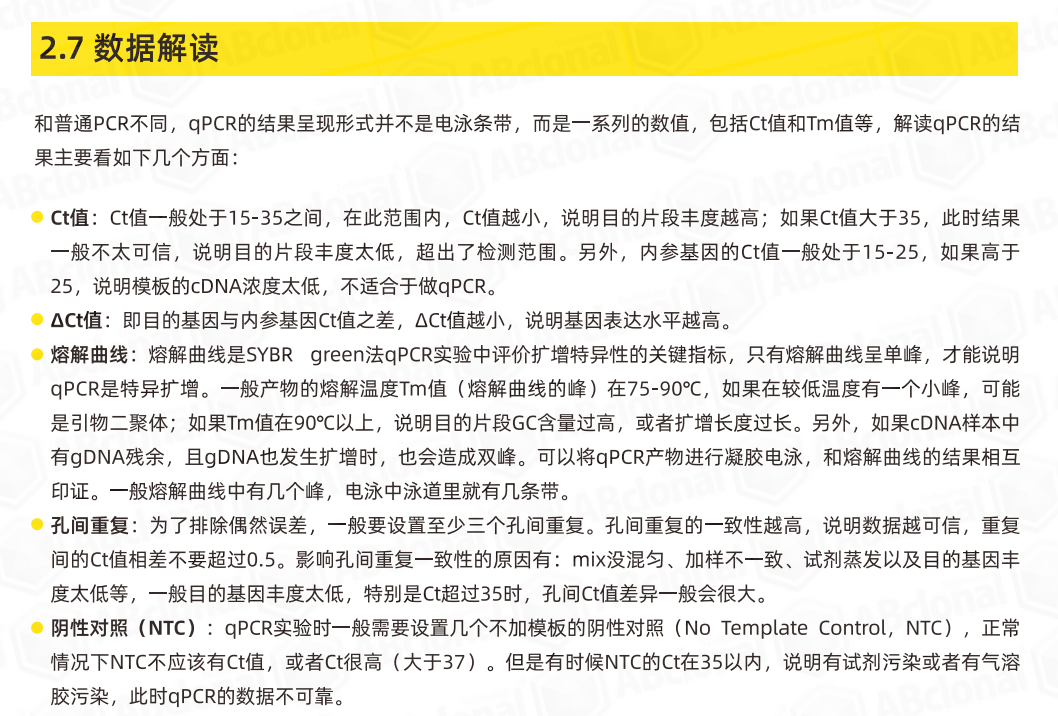 2.7 数据解读
和普通PCR不同，qPCR的结果呈现形式并不是电泳条带，而是一系列的数值，包括Ct值和Tm值等，解读qPCR的结
果主要看如下几个方面：
Ct值：Ct值一般处于15-35之间，在此范围内，Ct值越小，说明目的片段丰度越高；如果Ct值大于35，此时结果
一般不太可信，说明目的片段丰度太低，超出了检测范围。另外，内参基因的Ct值一般处于15-25，如果高于
25，说明模板的cDNA浓度太低，不适合于做qPCR。
ΔCt值：即目的基因与内参基因Ct值之差，ΔCt值越小，说明基因表达水平越高。
熔解曲线：熔解曲线是SYBR green法qPCR实验中评价扩增特异性的关键指标，只有熔解曲线呈单峰，才能说明
qPCR是特异扩增。一般产物的熔解温度Tm值（熔解曲线的峰）在75-90℃，如果在较低温度有一个小峰，可能
是引物二聚体；如果Tm值在90℃以上，说明目的片段GC含量过高，或者扩增长度过长。另外，如果cDNA样本中
有gDNA残余，且gDNA也发生扩增时，也会造成双峰。可以将qPCR产物进行凝胶电泳，和熔解曲线的结果相互
印证。一般熔解曲线中有几个峰，电泳中泳道里就有几条带。
孔间重复：为了排除偶然误差，一般要设置至少三个孔间重复。孔间重复的一致性越高，说明数据越可信，重复
间的Ct值相差不要超过0.5。影响孔间重复一致性的原因有：mix没混匀、加样不一致、试剂蒸发以及目的基因丰
度太低等，一般目的基因丰度太低，特别是Ct超过35时，孔间Ct值差异一般会很大。
阴性对照（NTC）：qPCR实验时一般需要设置几个不加模板的阴性对照（No Template Control，NTC），正常
情况下NTC不应该有Ct值，或者Ct很高（大于37）。但是有时候NTC的Ct在35以内，说明有试剂污染或者有气溶
胶污染，此时qPCR的数据不可靠。
ABclonal